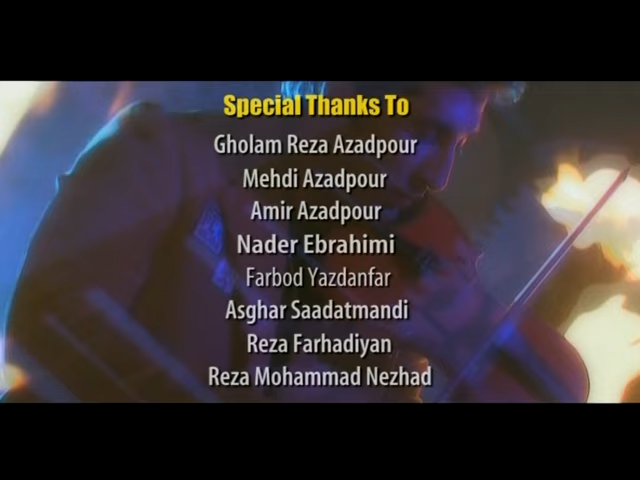 Special Thanks To
Gholam Reza Azadpour
Mehdi Azadpour
Amir Azadpour
Nader Ebrahimi
Farbod Yazdanfar
Asghar Saadatmandi
Reza Farhadiyan
Reza Mohammad Nezhad